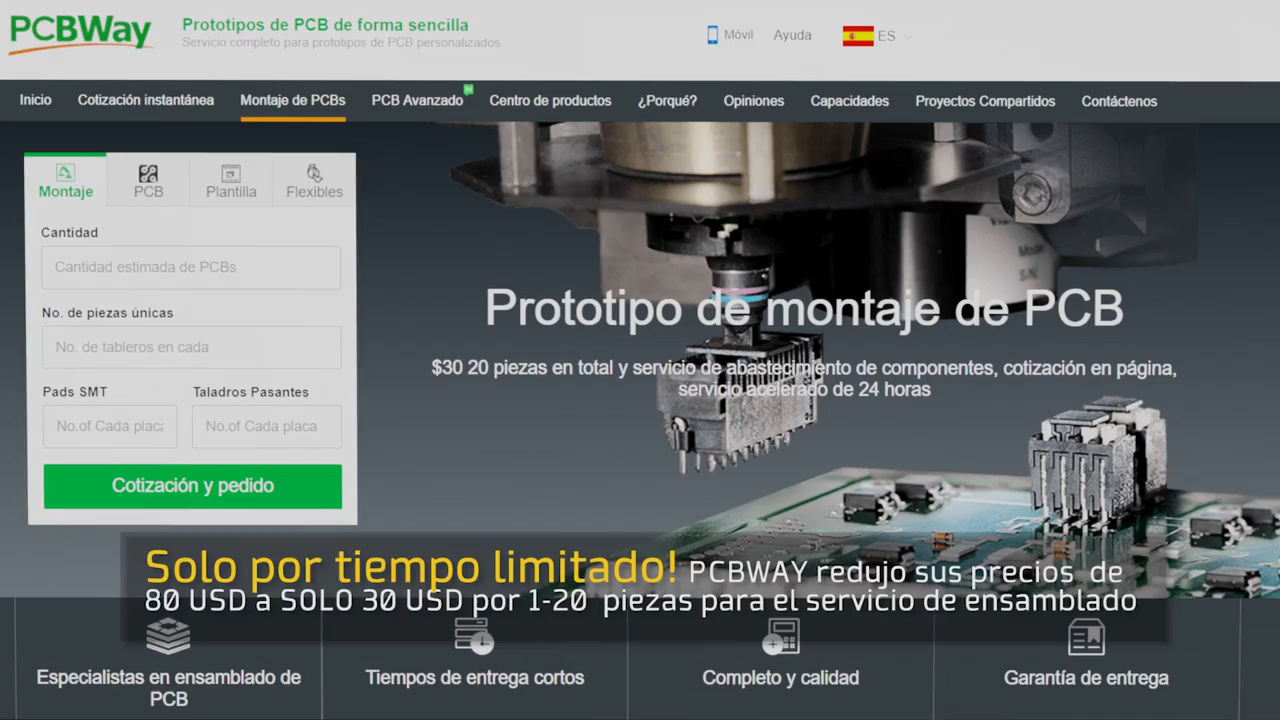 PCBWay
Prototipos de PCB de forma sencilla
Servicio completo para prototipos de PCB personalizados
Móvil
Ayuda
ES
Inicio
Cotización instantánea
Montaje de PCBs
PCB Avanzado
Centro de productos
¿Porqué?
Opiniones
Capacidades
Proyectos Compartidos
Contáctenos
Montaje
PCB
Plantilla
Flexibles
Cantidad
Cantidad estimada de PCBs
No. de piezas únicas
No. de tableros en cada
Pads SMT
Taladros Pasantes
No.of Cada placa
No.of Cada placa
Cotización y pedido
Prototipo de montaje de PCB
$30 20 piezas en total y servicio de abastecimiento de componentes, cotización en página,
servicio acelerado de 24 horas
Solo por tiempo limitado! PCBWAY redujo sus precios de
80 USD a SOLO 30 USD por 1-20 piezas para el servicio de ensamblado
Especialistas en ensamblado de
PCB
Tiempos de entrega cortos
Completo y calidad
Garantía de entrega